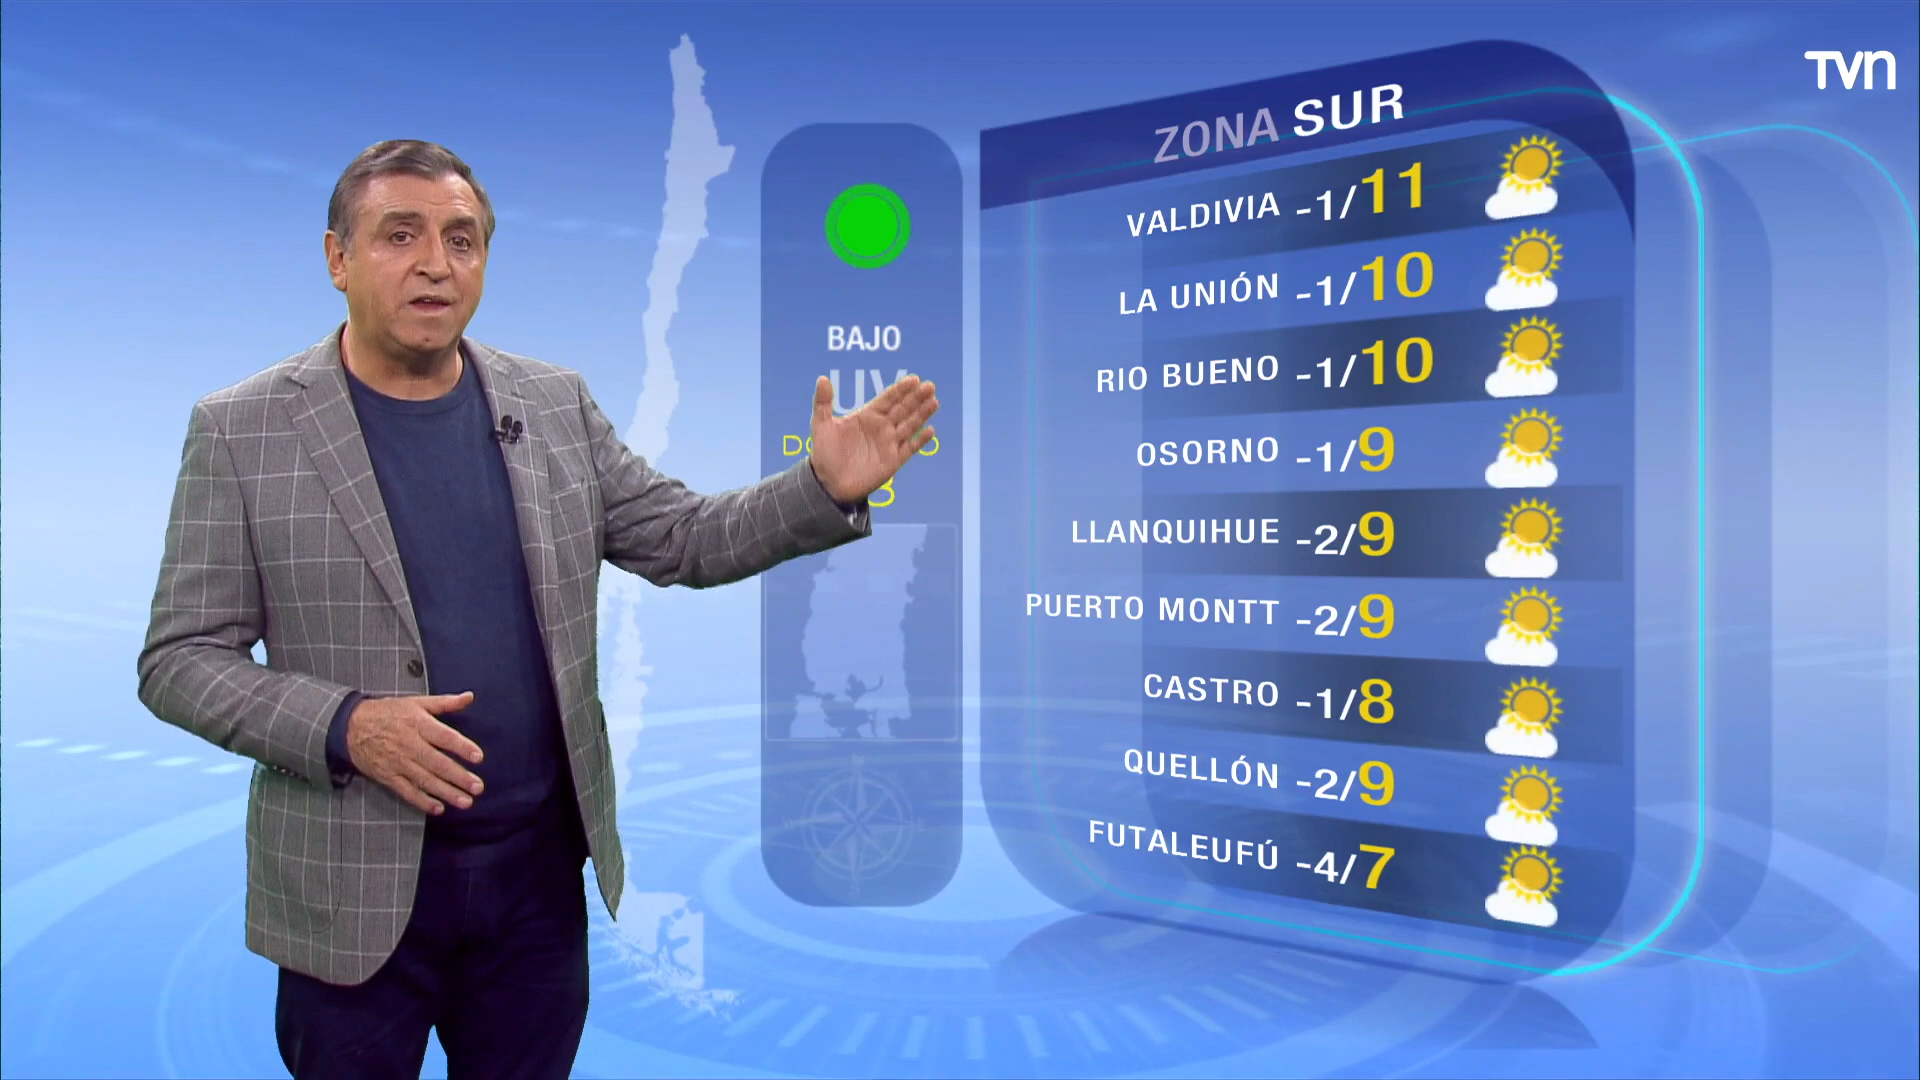 TVN
ZONA SUR
VALDIVIA -1/11
LA UNIÓN -1/10
RIO BUENO -1/10
OSORNO -1/9
LLANQUIHUE -2/9
PUERTO MONTT -2/9
CASTRO -1/8
QUELLÓN -2/9
FUTALEUFÚ -4/7
BAJO
UV